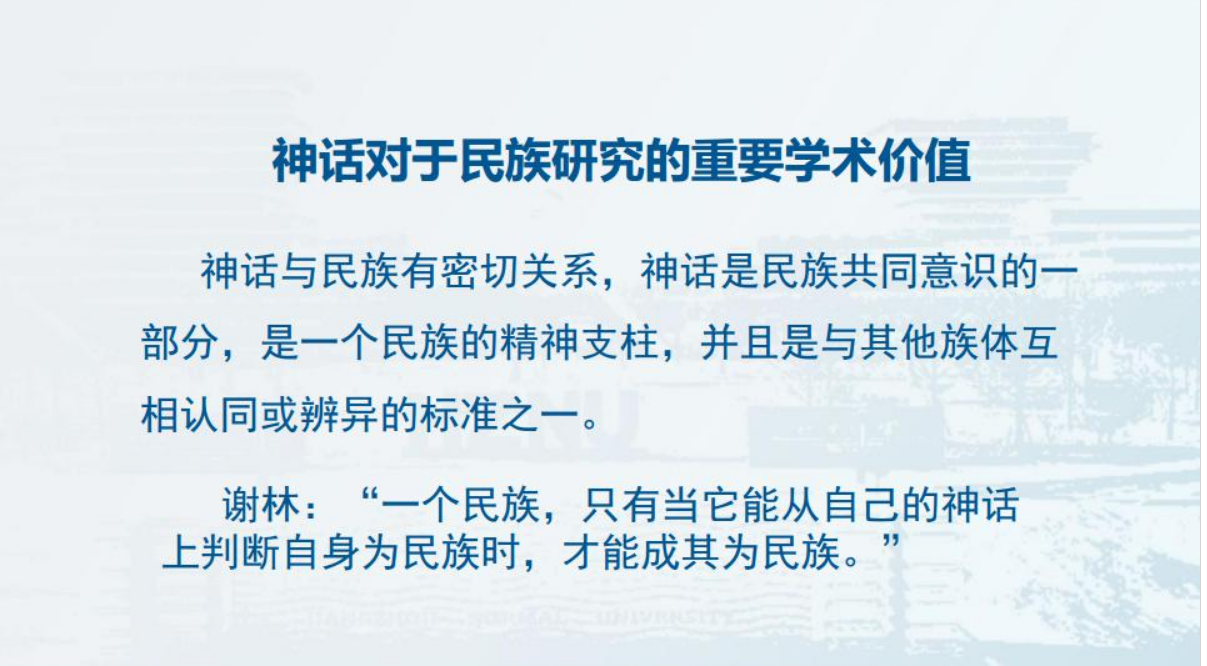 神话对于民族研究的重要学术价值
神话与民族有密切关系，神话是民族共同意识的一
部分，是一个民族的精神支柱，并且是与其他族体互
相认同或辨异的标准之一。
谢林：“一个民族，只有当它能从自己的神话
上判断自身为民族时，才能成其为民族。”
HANGZHOU NORMAL UNIVERSITY